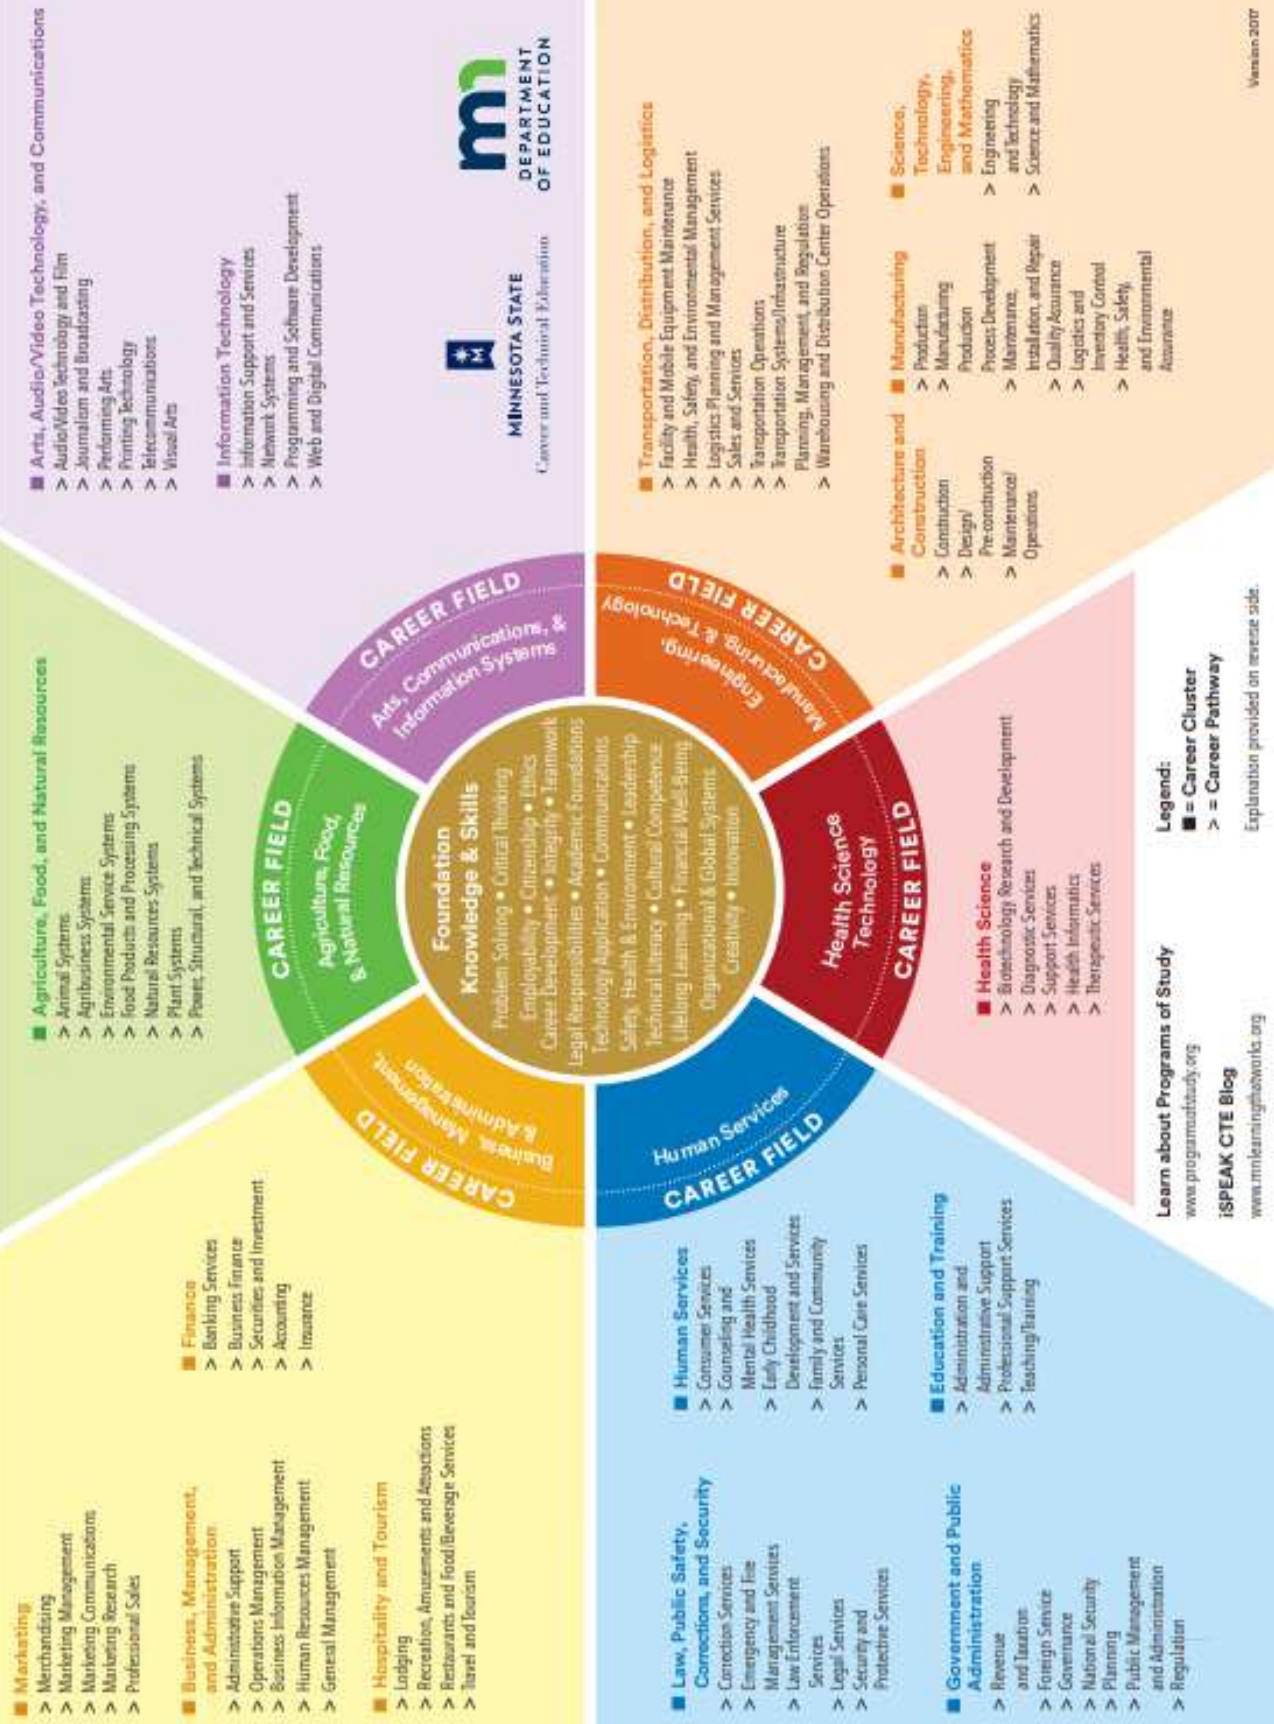 ■ Marketing
> Merchandising
> Marketing Management
> Marketing Communications
> Marketing Research
> Professional Sales
■ Business, Management,
and Administration
> Administrative Support
> Operations Management
> Business Information Management
> Human Resources Management
> General Management
■ Hospitality and Tourism
> Lodging
> Recreation, Amusements and Attractions
> Restaurants and Food/Beverage Services
> Travel and Tourism
■ Finance
> Banking Services
> Business Finance
> Securities and Investment
> Accounting
> Insurance
■ Agriculture, Food, and Natural Resources
> Animal Systems
> Agribusiness Systems
> Environmental Service Systems
> Food Products and Processing Systems
> Natural Resources Systems
> Plant Systems
> Power, Structural, and Technical Systems
■ Arts, Audio/Video Technology, and Communications
> Audio/Video Technology and Film
> Journalism and Broadcasting
> Performing Arts
> Printing Technology
> Telecommunications
> Visual Arts
■ Information Technology
> Information Support and Services
> Network Systems
> Programming and Software Development
> Web and Digital Communications
M
MINNESOTA STATE
Career and Technical Education
mn
DEPARTMENT
OF EDUCATION
CAREER FIELD
Business, Management,
& Administration
CAREER FIELD
Agriculture, Food,
& Natural Resources
CAREER FIELD
Arts, Communications, &
Information Systems
Foundation
Knowledge & Skills
Problem Solving • Critical Thinking
Employability • Citizenship • Ethics
Career Development • Integrity • Teamwork
Legal Responsibilities • Academic Foundations
Technology Application • Communications
Safety, Health & Environment • Leadership
Technical Literacy • Cultural Competence
Lifelong Learning • Financial Well-Being
Organizational & Global Systems
Creativity • Initiative
Human Services
CAREER FIELD
Health Science
Technology
CAREER FIELD
Engineering,
Manufacturing, & Technology
CAREER FIELD
■ Law, Public Safety,
Corrections, and Security
> Correction Services
> Emergency and Fire
Management Services
> Law Enforcement
Services
> Legal Services
> Security and
Protective Services
■ Government and Public
Administration
> Revenue
and Taxation
> Foreign Service
> Governance
> National Security
> Planning
> Public Management
and Administration
> Regulation
■ Human Services
> Consumer Services
> Counseling and
Mental Health Services
> Early Childhood
Development and Services
> Family and Community
Services
> Personal Care Services
■ Education and Training
> Administration and
Administrative Support
> Professional Support Services
> Teaching/Training
■ Health Science
> Biotechnology Research and Development
> Diagnostic Services
> Support Services
> Health Informatics
> Therapeutic Services
■ Transportation, Distribution, and Logistics
> Facility and Mobile Equipment Maintenance
> Health, Safety, and Environmental Management
> Logistics Planning and Management Services
> Sales and Services
> Transportation Operations
> Transportation Systems/Infrastructure
Planning, Management, and Regulation
> Warehousing and Distribution Center Operations
■ Architecture and
Construction
> Construction
> Design/
Pre-construction
> Maintenance/
Operations
■ Manufacturing
> Production
> Manufacturing
Production
Process Development
> Maintenance,
Installation, and Repair
> Quality Assurance
> Logistics and
Inventory Control
> Health, Safety,
and Environmental
Assurance
■ Science,
Technology,
Engineering,
and Mathematics
> Engineering
and Technology
> Science and Mathematics
Learn about Programs of Study
www.programsofstudy.org
iSPEAK CTE Blog
www.mnlearningthatworks.org
Legend:
■ = Career Cluster
> = Career Pathway
Explanation provided on reverse side.
Version 2017